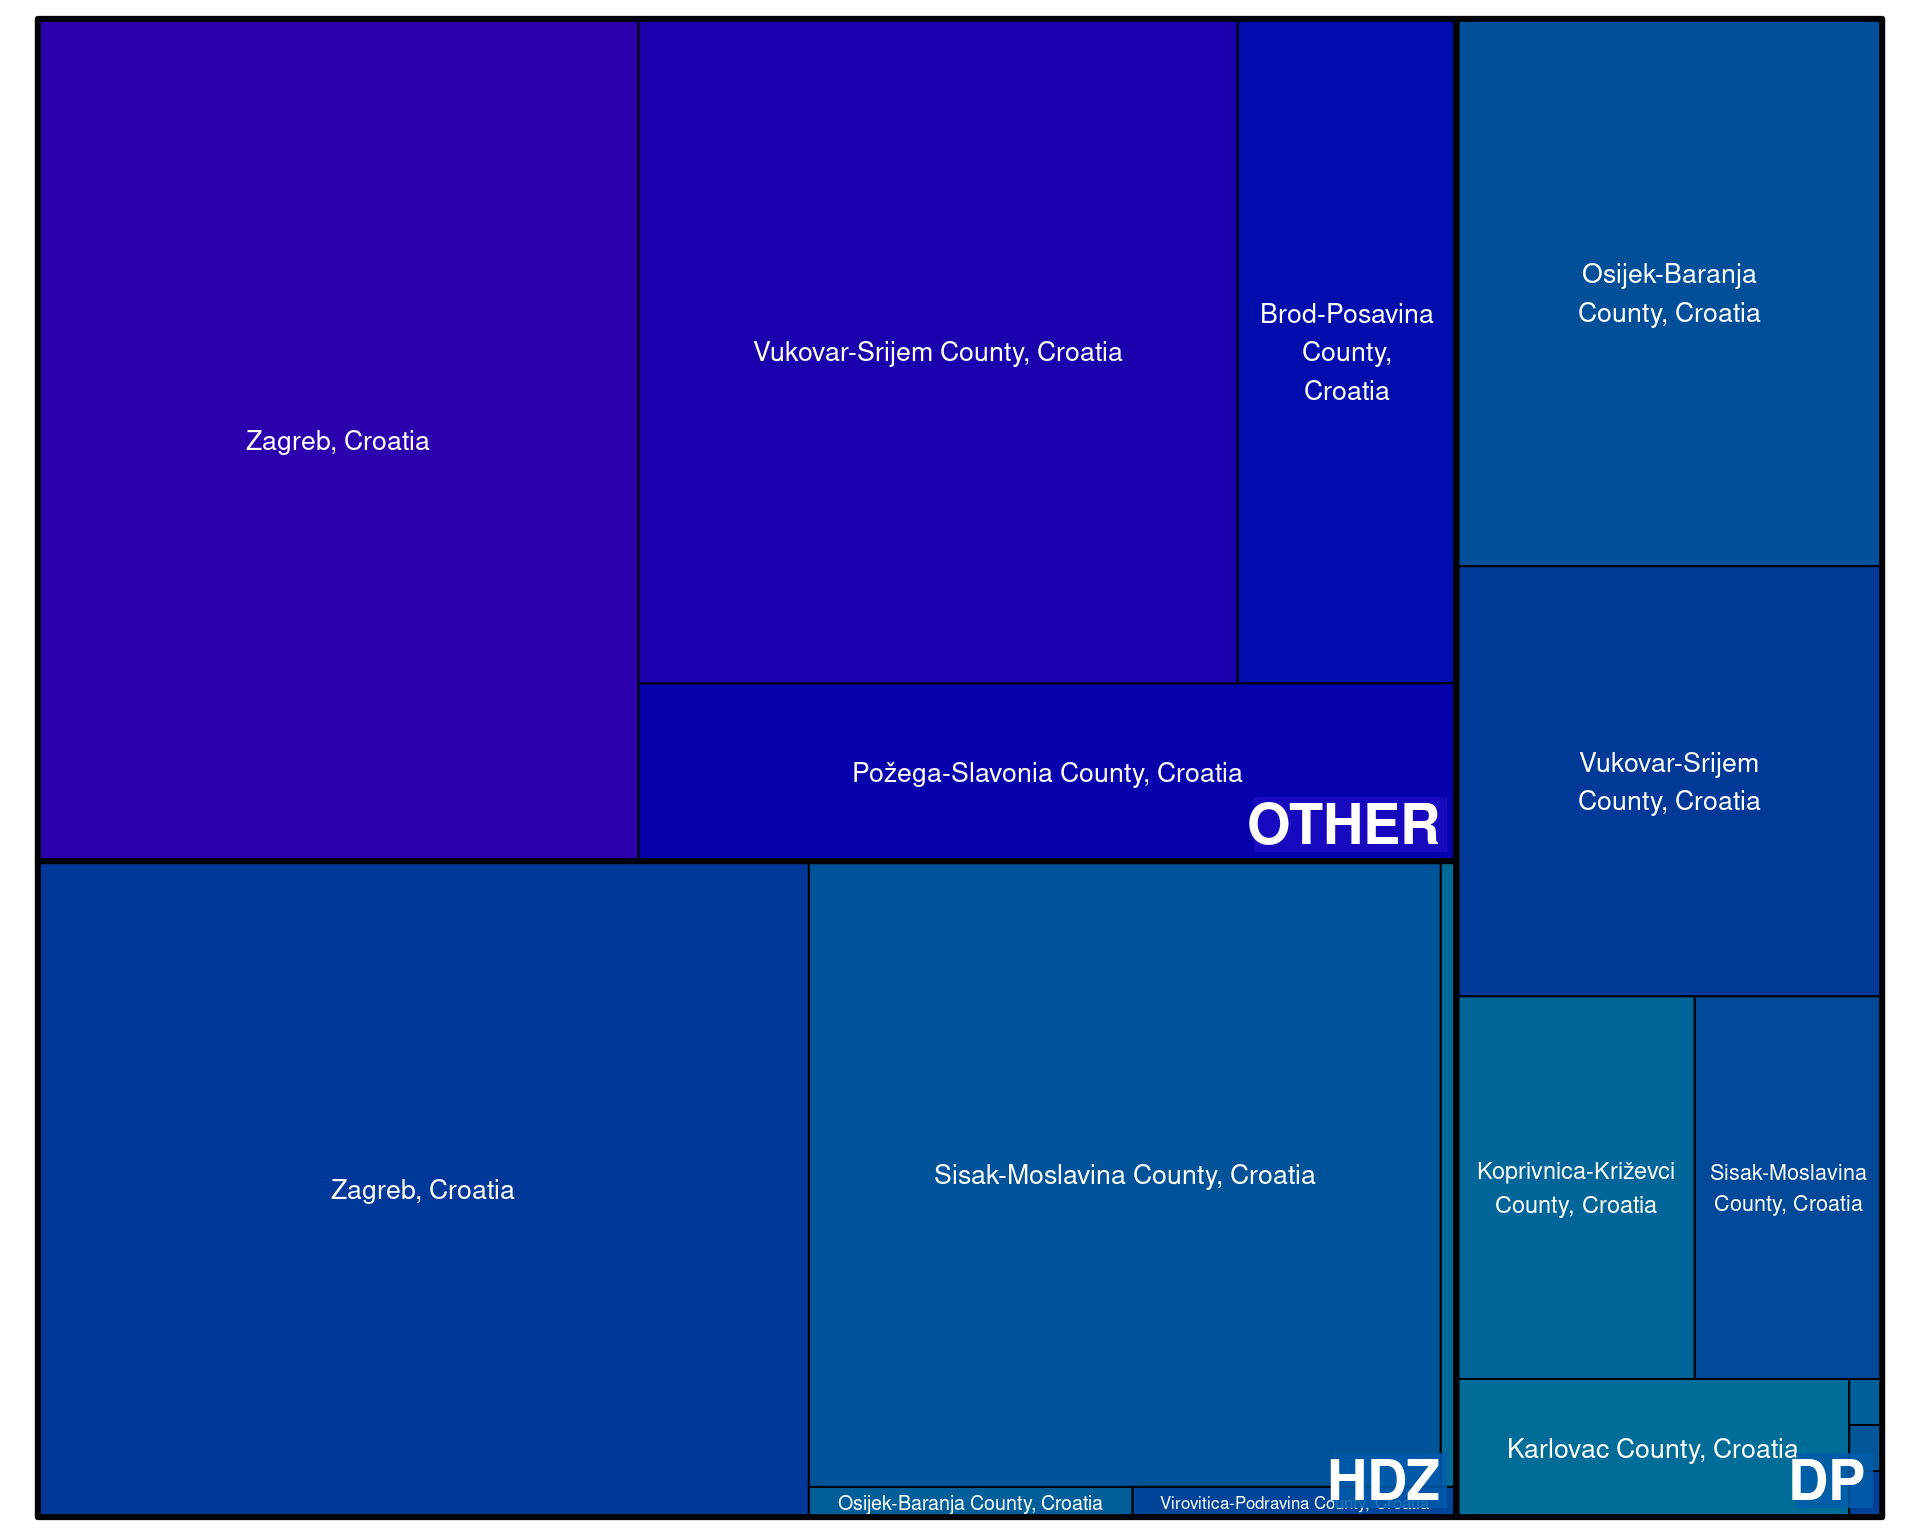 Zagreb, Croatia
Vukovar-Srijem County, Croatia
Brod-Posavina
County,
Croatia
Požega-Slavonia County, Croatia
OTHER
Osijek-Baranja
County, Croatia
Vukovar-Srijem
County, Croatia
Koprivnica-Križevci
County, Croatia
Sisak-Moslavina
County, Croatia
Karlovac County, Croatia
DP
Zagreb, Croatia
Sisak-Moslavina County, Croatia
Osijek-Baranja County, Croatia
Virovitica-Podravina County, Croatia
HDZ